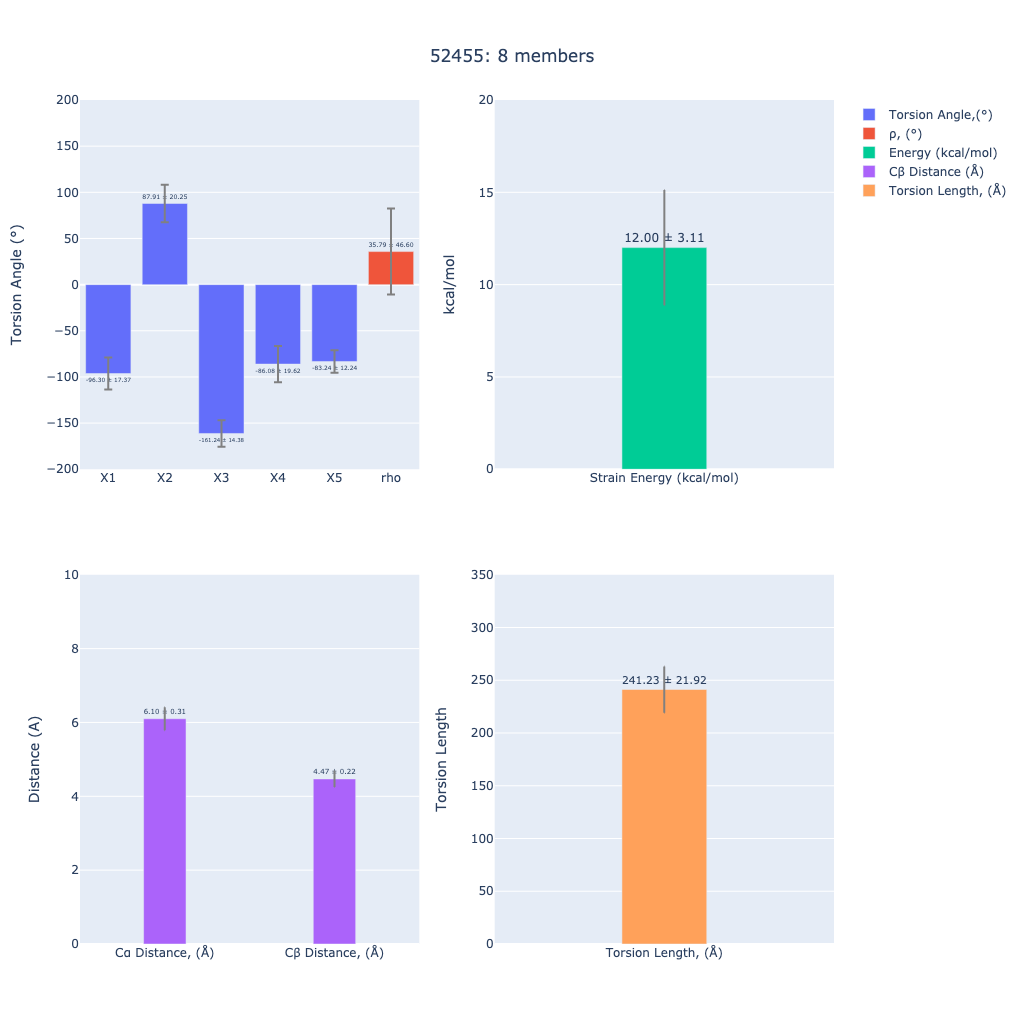 52455: 8 members
Torsion Angle (°)
200
150
100
50
0
−50
−100
−150
−200
-96.30 ± 17.37
87.91 ± 20.25
-161.24 ± 14.38
-86.08 ± 19.62
-83.24 ± 12.24
35.79 ± 46.60
X1 X2 X3 X4 X5 rho
kcal/mol
20
15
10
5
0
12.00 ± 3.11
Strain Energy (kcal/mol)
Torsion Angle,(°)
ρ, (°)
Energy (kcal/mol)
Cβ Distance (Å)
Torsion Length, (Å)
Distance (A)
10
8
6
4
2
0
6.10 ± 0.31
4.47 ± 0.22
Cα Distance, (Å) Cβ Distance, (Å)
Torsion Length
350
300
250
200
150
100
50
0
241.23 ± 21.92
Torsion Length, (Å)